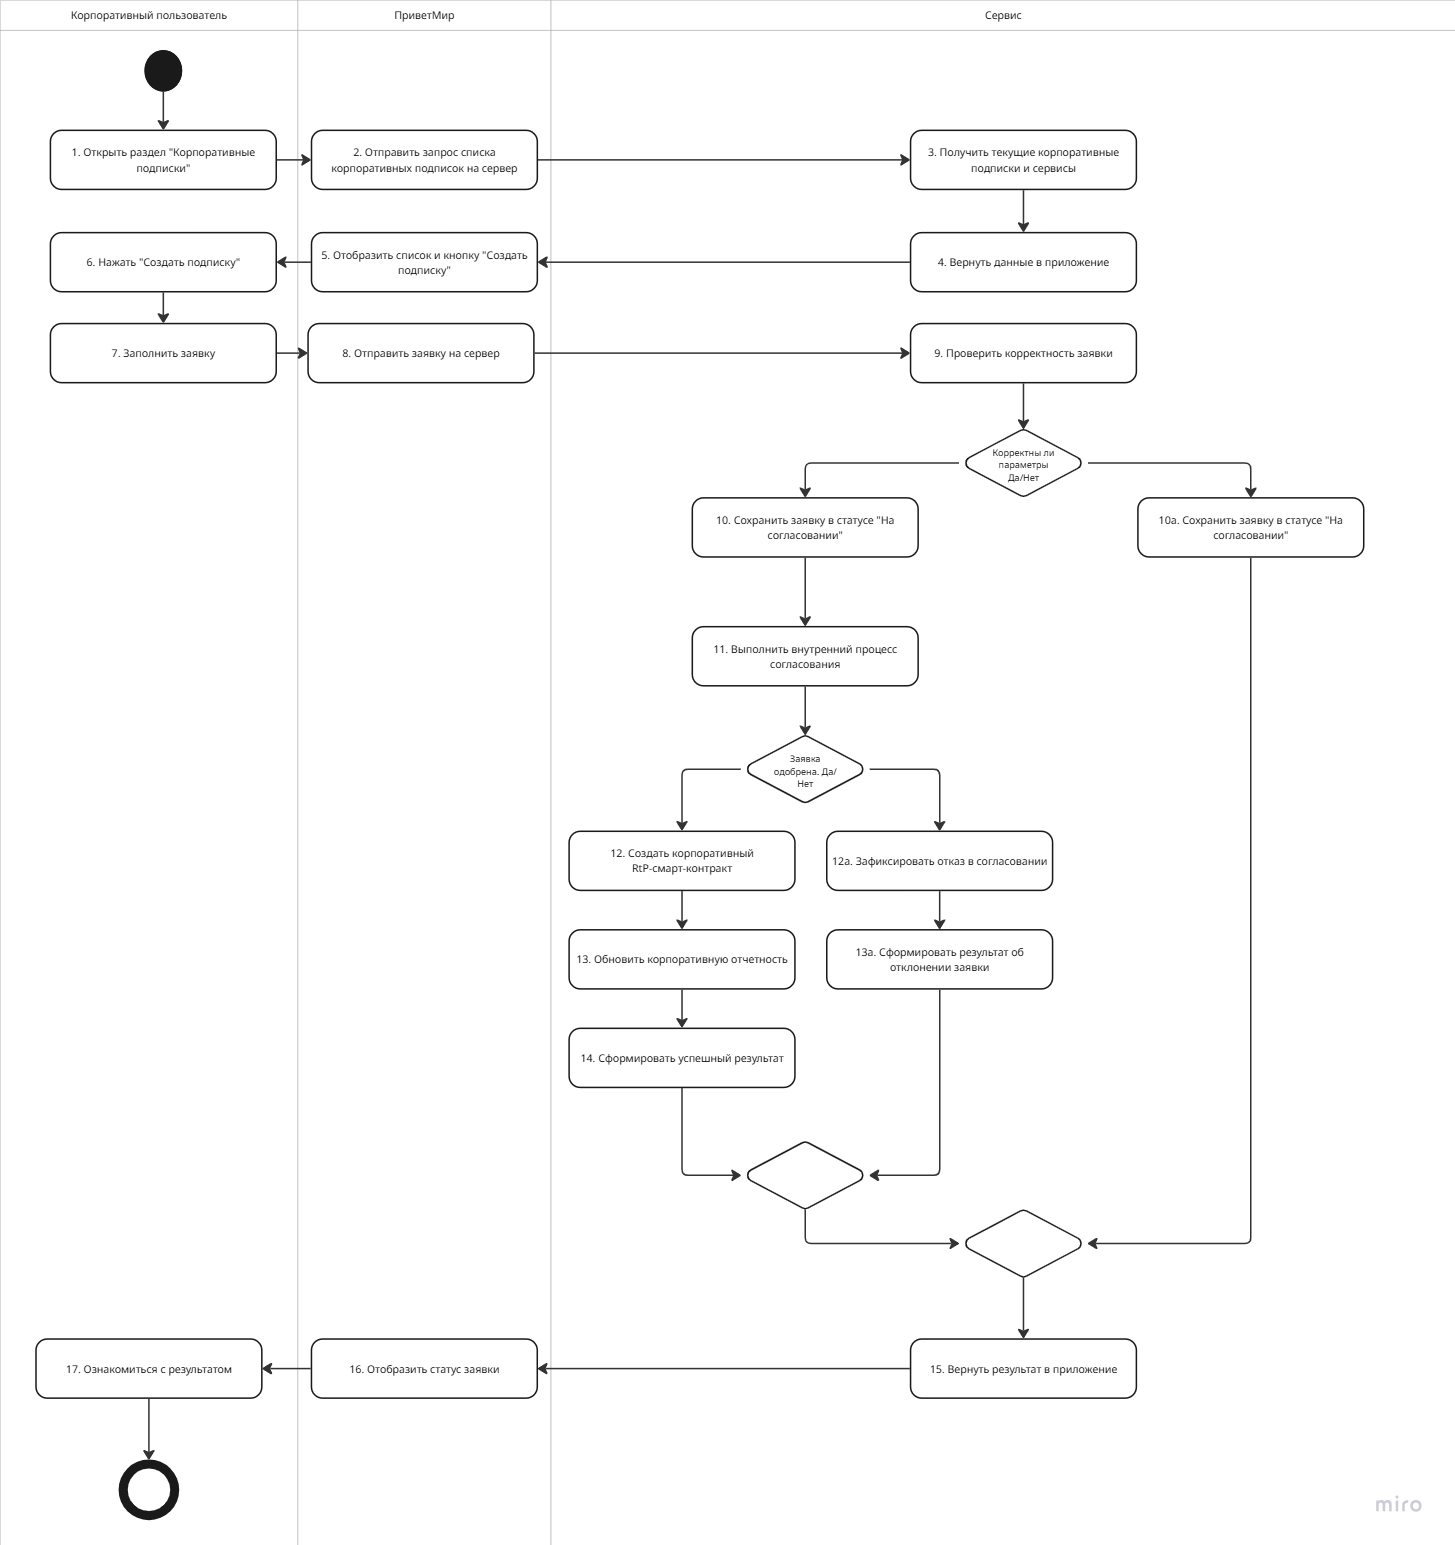 Корпоративный пользователь
ПриветМир
Сервис
1. Открыть раздел "Корпоративные
подписки"
2. Отправить запрос списка
корпоративных подписок на сервер
3. Получить текущие корпоративные
подписки и сервисы
6. Нажать "Создать подписку"
5. Отобразить список и кнопку "Создать
подписку"
4. Вернуть данные в приложение
7. Заполнить заявку
8. Отправить заявку на сервер
9. Проверить корректность заявки
Корректны ли
параметры
Да/Нет
10. Сохранить заявку в статусе "На
согласовании"
10a. Сохранить заявку в статусе "На
согласовании"
11. Выполнить внутренний процесс
согласования
Заявка
одобрена. Да/
Нет
12. Создать корпоративный
RtP-смарт-контракт
12а. Зафиксировать отказ в согласовании
13. Обновить корпоративную отчетность
13а. Сформировать результат об
отклонении заявки
14. Сформировать успешный результат
17. Ознакомиться с результатом
16. Отобразить статус заявки
15. Вернуть результат в приложение
miro